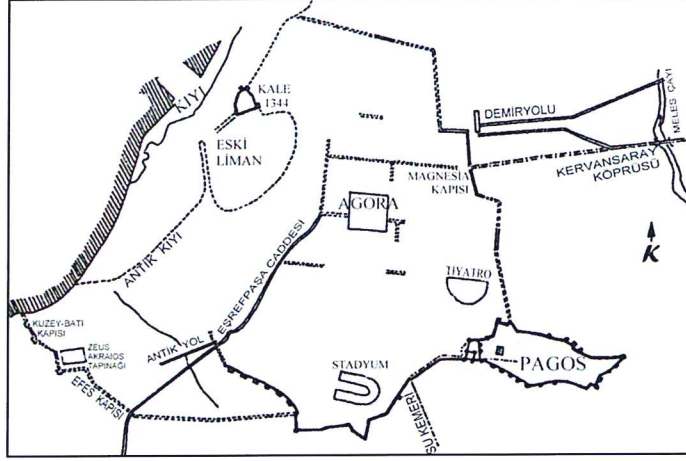 KIYI
KALE
1344
ESKİ
LİMAN
DEMİRYOLU
MELES ÇAYI
KERVANSARAY
KÖPRÜSÜ
MAGNESIA
KAPISI
AGORA
ANTİK KIYI
EŞREFPAŞA CADDESİ
TİYATRO
K
KUZEY-BATI
KAPISI
ZEUS
AKRAIOS
TAPINAĞI
ANTİK YOL
EFES KAPISI
STADYUM
PAGOS
SU KEMERİ